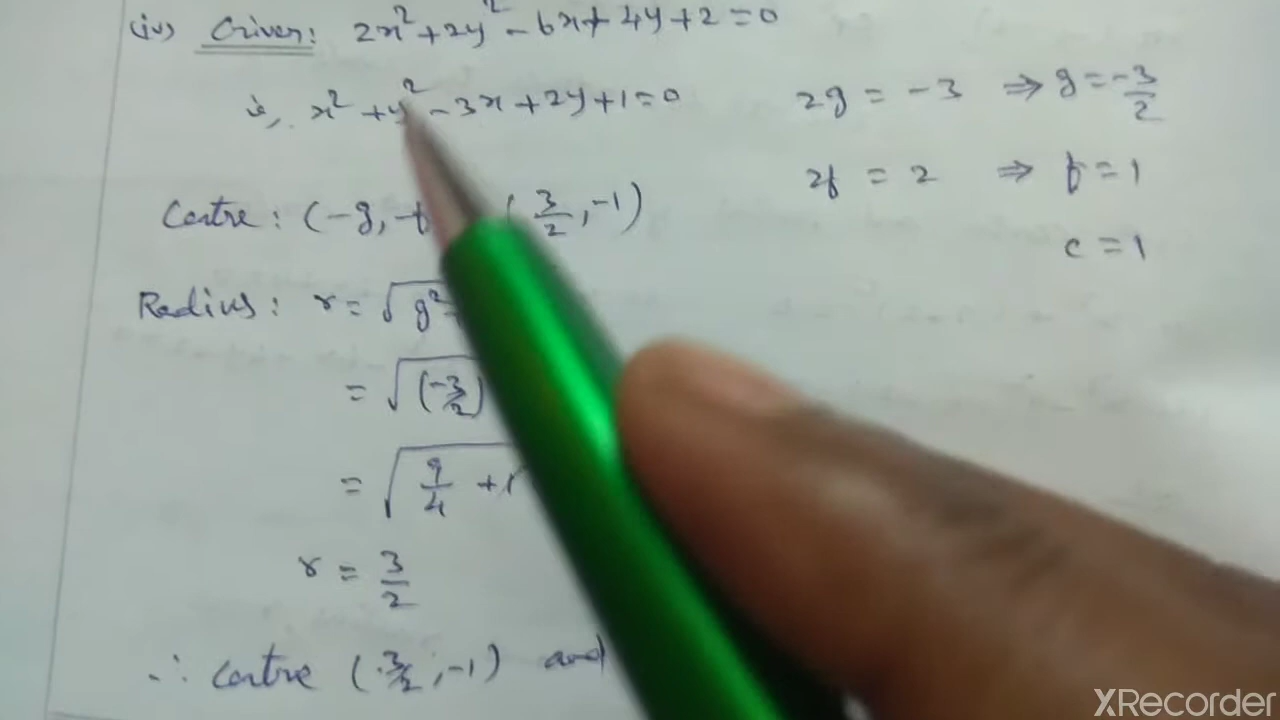 (iv) Given: 2x² + 2y² - 6x + 4y + 2 = 0
ie, x² + y² - 3x + 2y + 1 = 0
2g = -3 ⇒ g = -3/2
2f = 2 ⇒ f = 1
c = 1
Centre: (-g, -f (3/2, -1)
Radius: r = √g²
= √(-3/2)
= √9/4 + 1
r = 3/2
∴ Centre (3/2, -1) and
XRecorder